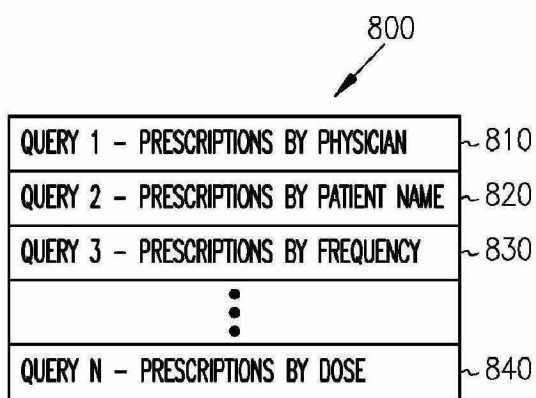 800
QUERY 1 - PRESCRIPTIONS BY PHYSICIAN 810
QUERY 2 - PRESCRIPTIONS BY PATIENT NAME 820
QUERY 3 - PRESCRIPTIONS BY FREQUENCY 830
QUERY N - PRESCRIPTIONS BY DOSE 840